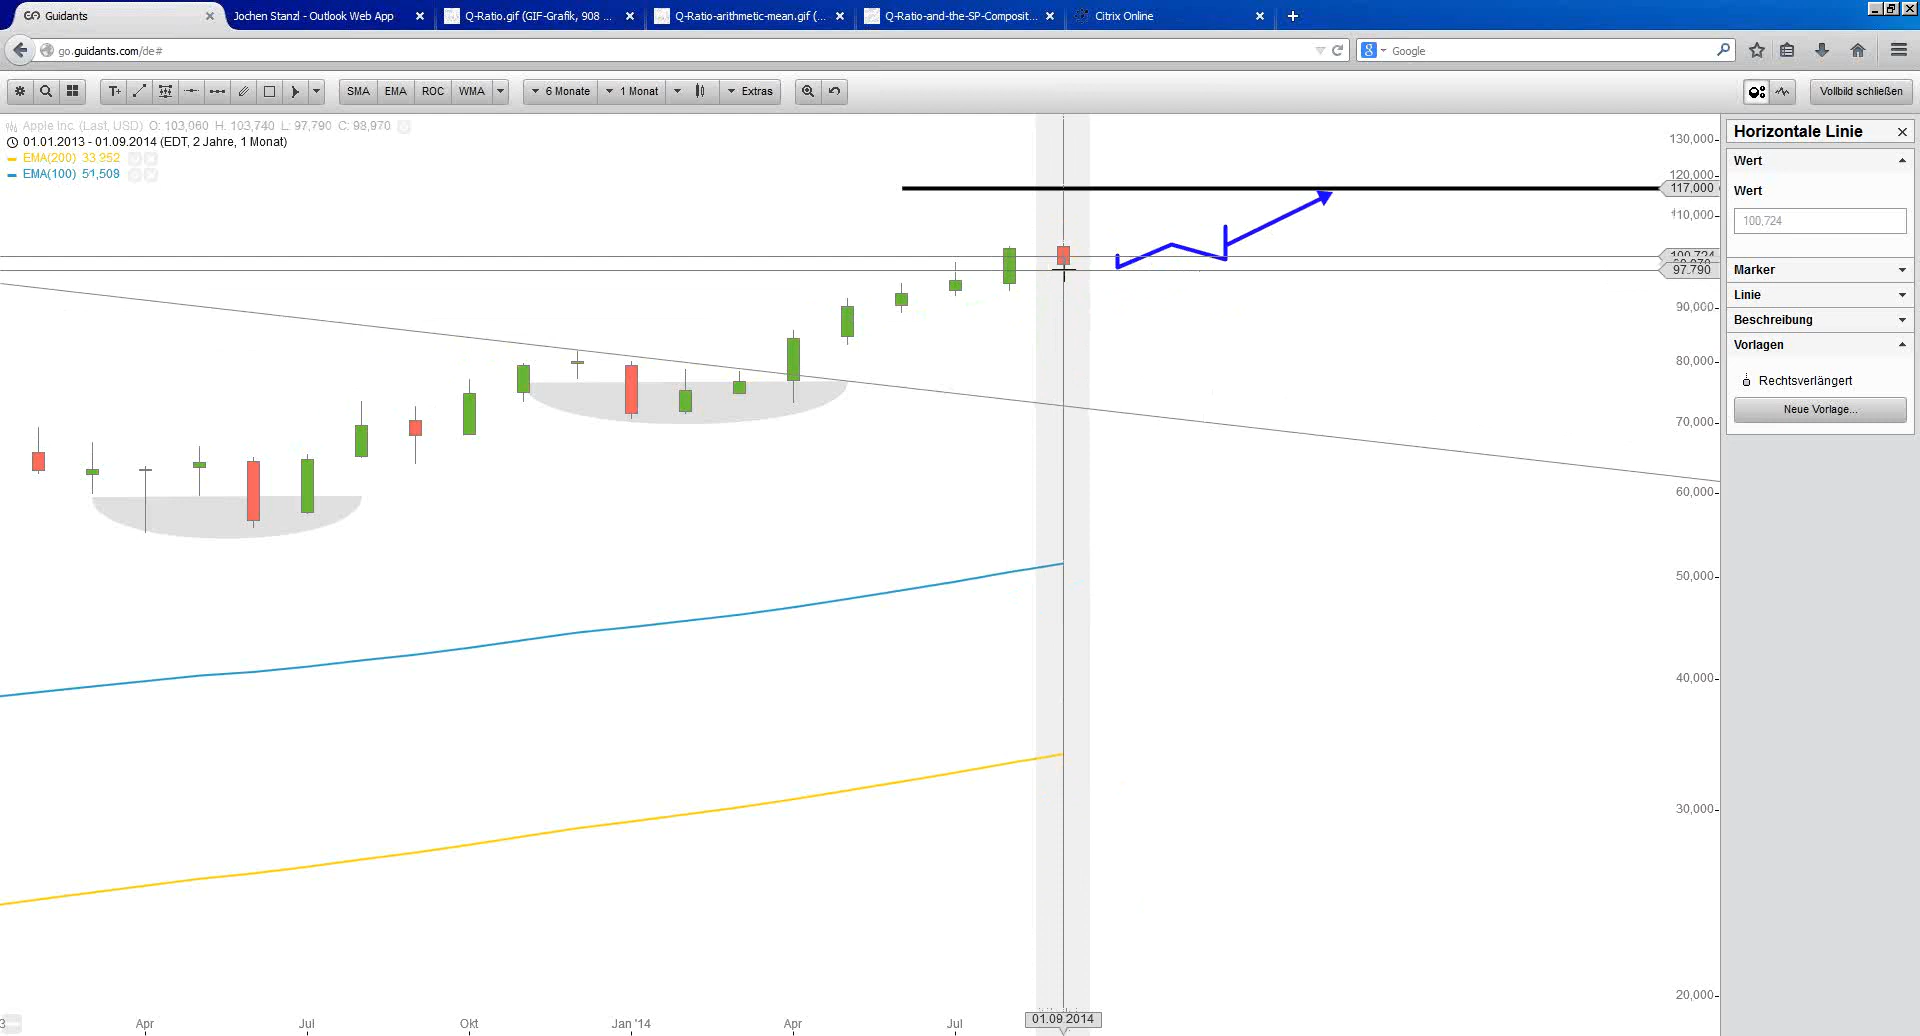 Guidants
Jochen Stanzl - Outlook Web App
Q-Ratio.gif (GIF-Grafik, 908 ...
Q-Ratio-arithmetic-mean.gif (...
Q-Ratio-and-the-SP-Composit...
Citrix Online
go.guidants.com/de#
Google
T+
SMA EMA ROC WMA
6 Monate
1 Monat
Extras
Vollbild schließen
Apple Inc. (Last, USD) O: 103,060 H: 103,740 L: 97,790 C: 98,970
01.01.2013 - 01.09.2014 (EDT, 2 Jahre, 1 Monat)
EMA(200) 33,952
EMA(100) 51,508
130,000
120,000
117,000
110,000
100,724
97.790
90,000
80,000
70,000
60,000
50,000
40,000
30,000
20,000
Horizontale Linie
Wert
Wert
100,724
Marker
Linie
Beschreibung
Vorlagen
Rechtsverlängert
Neue Vorlage...
3 Apr Jul Okt Jan '14 Apr Jul
01.09.2014